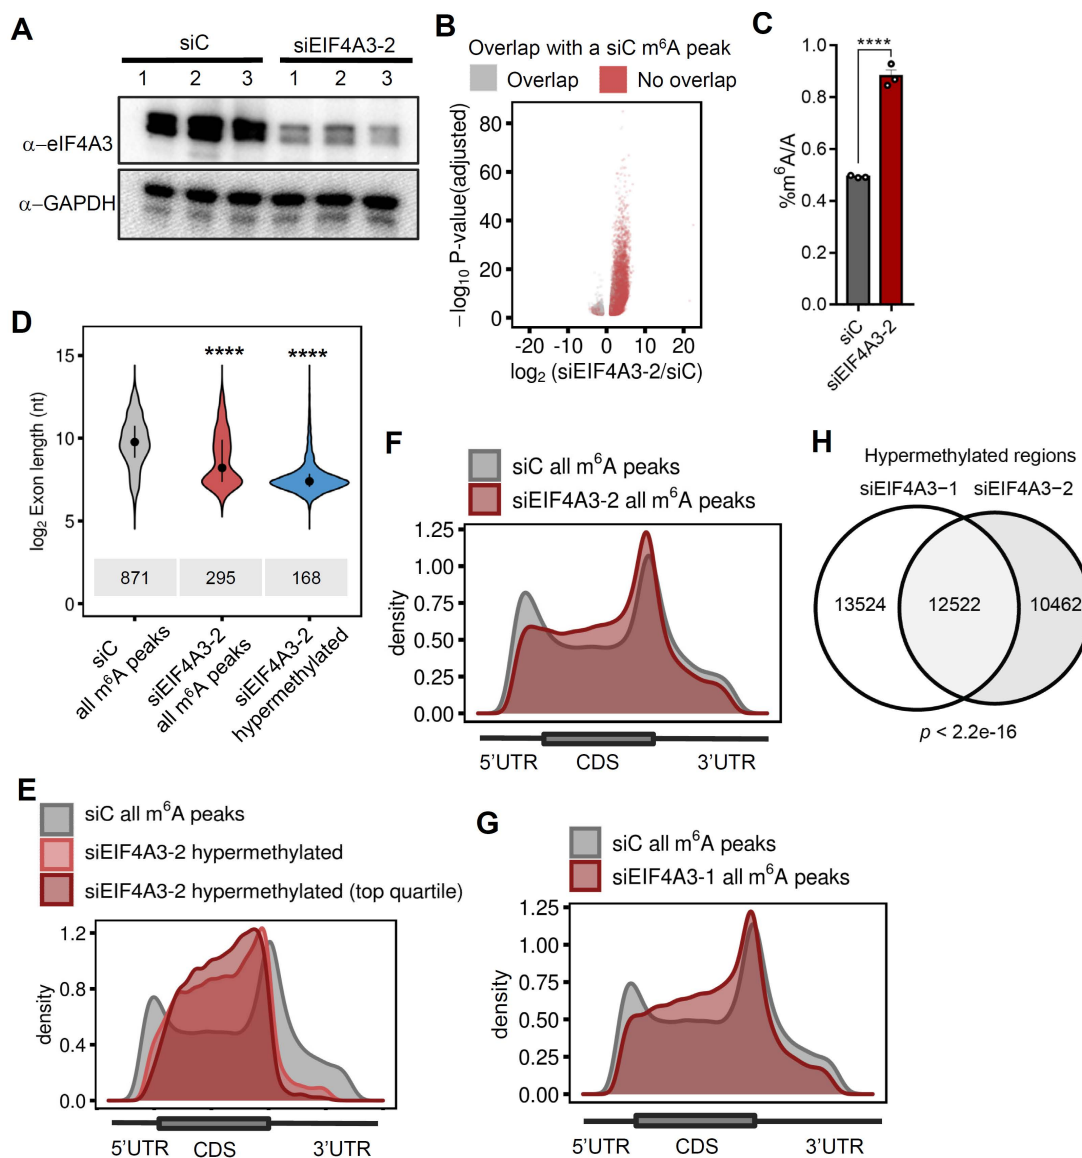 A
siC
siEIF4A3-2
1 2 3 1 2 3
α-eIF4A3
α-GAPDH
B
Overlap with a siC m⁶A peak
Overlap
No overlap
−log₁₀ P-value(adjusted)
80
60
40
20
0
-20 -10 0 10 20
log₂ (siEIF4A3-2/siC)
C
****
%m⁶A/A
1.0
0.8
0.6
0.4
0.2
0.0
siC
siEIF4A3-2
D
**** ****
log₂ Exon length (nt)
15
10
5
0
871 295 168
siC
all m⁶A peaks
siEIF4A3-2
all m⁶A peaks
siEIF4A3-2
hypermethylated
E
siC all m⁶A peaks
siEIF4A3-2 hypermethylated
siEIF4A3-2 hypermethylated (top quartile)
density
1.2
0.8
0.4
0.0
5'UTR CDS 3'UTR
F
siC all m⁶A peaks
siEIF4A3-2 all m⁶A peaks
density
1.25
1.00
0.75
0.50
0.25
0.00
5'UTR CDS 3'UTR
G
siC all m⁶A peaks
siEIF4A3-1 all m⁶A peaks
density
1.25
1.00
0.75
0.50
0.25
0.00
5'UTR CDS 3'UTR
H
Hypermethylated regions
siEIF4A3−1 siEIF4A3−2
13524 12522 10462
p < 2.2e-16